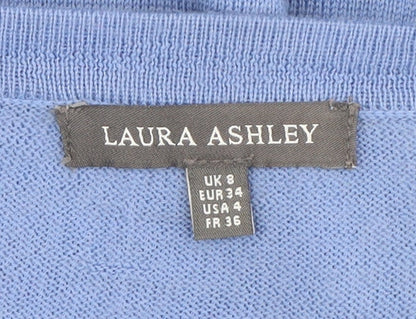 LAURA ASHLEY
UK 8
EUR 34
USA 4
FR 36